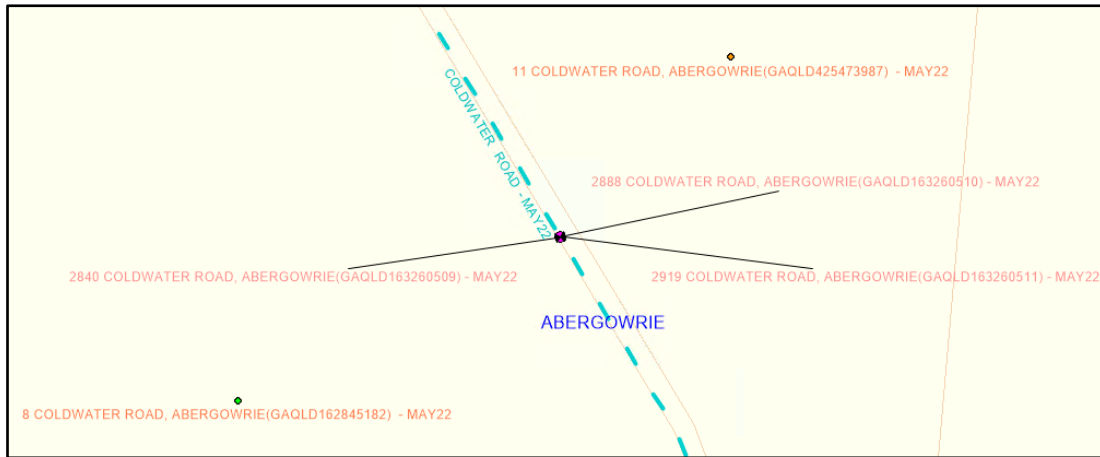 11 COLDWATER ROAD, ABERGOWRIE(GAQLD425473987) - MAY22
COLDWATER ROAD - MAY22
2888 COLDWATER ROAD, ABERGOWRIE(GAQLD163260510) - MAY22
2840 COLDWATER ROAD, ABERGOWRIE(GAQLD163260509) - MAY22
2919 COLDWATER ROAD, ABERGOWRIE(GAQLD163260511) - MAY22
ABERGOWRIE
8 COLDWATER ROAD, ABERGOWRIE(GAQLD162845182) - MAY22